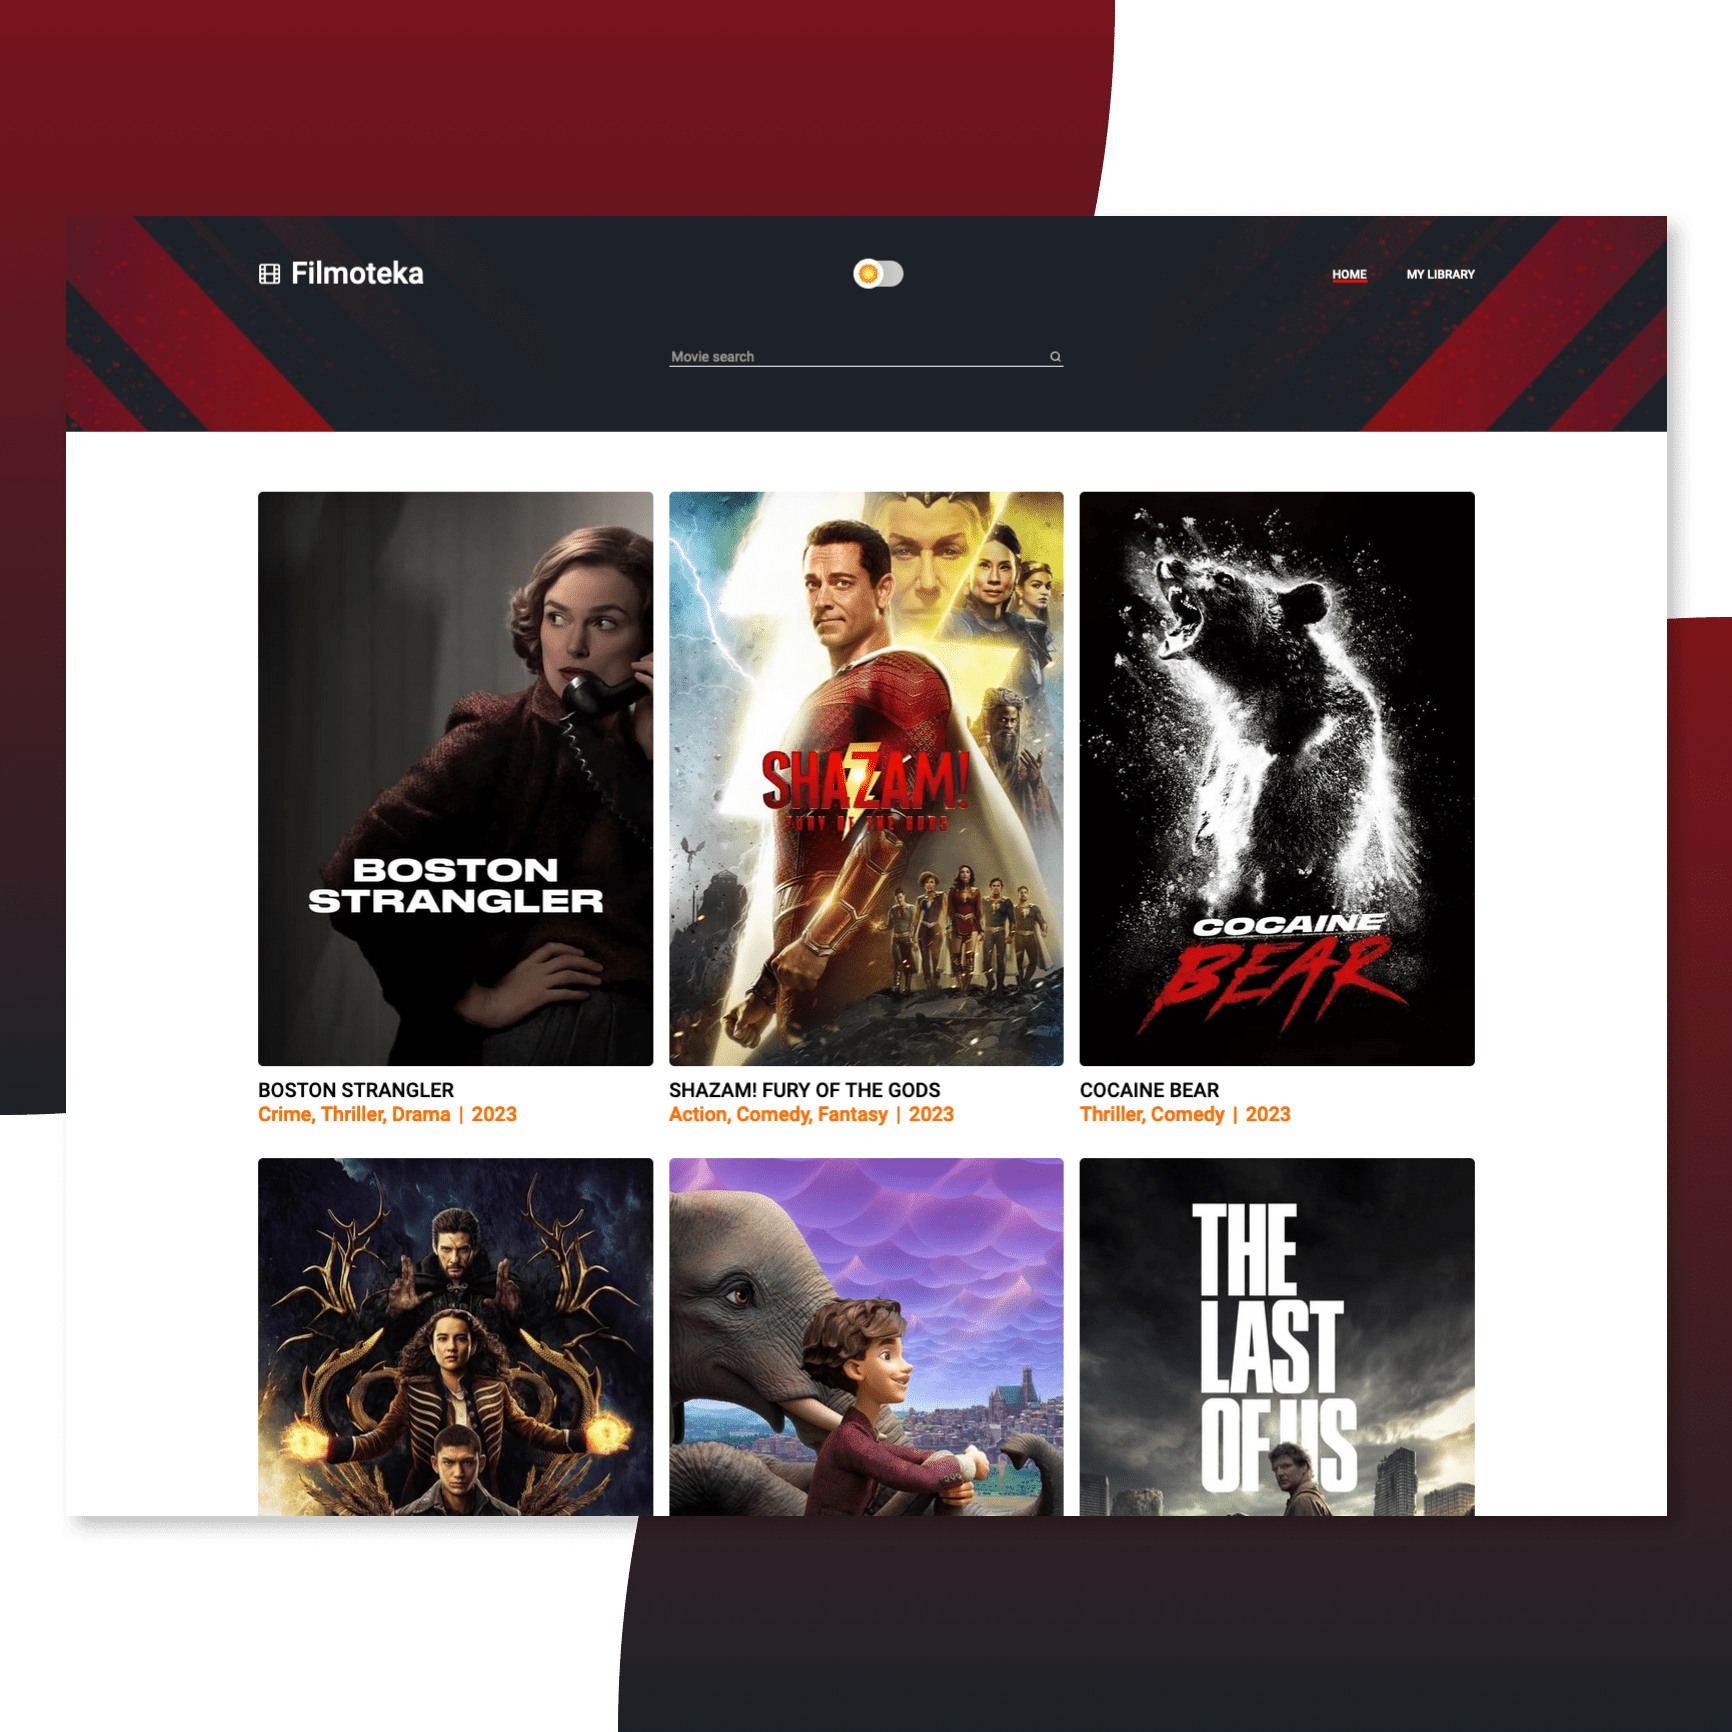 Filmoteka
HOME
MY LIBRARY
Movie search
BOSTON
STRANGLER
SHAZAM!
FURY OF THE GODS
COCAINE
BEAR
BOSTON STRANGLER
Crime, Thriller, Drama | 2023
SHAZAM! FURY OF THE GODS
Action, Comedy, Fantasy | 2023
COCAINE BEAR
Thriller, Comedy | 2023
THE
LAST
OF US